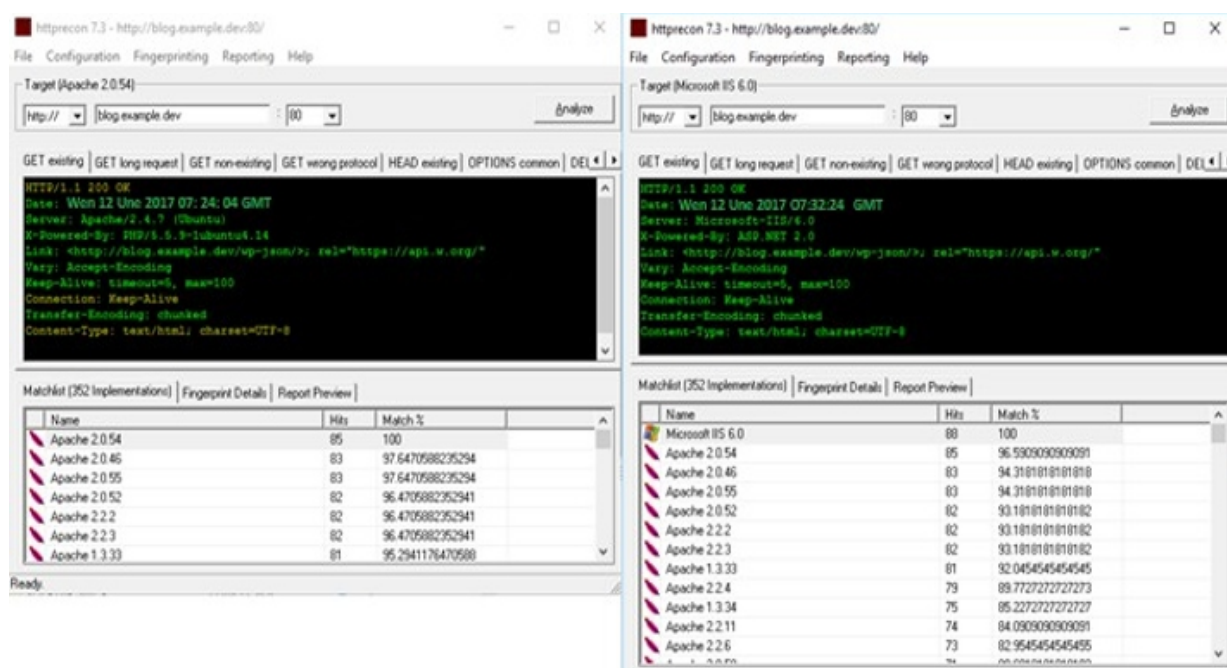 httprecon 7.3 - http://blog.example.dev:80/
File Configuration Fingerprinting Reporting Help
Target (Apache 2.0.54)
http:// blog.example.dev : 80 Analyze
GET existing GET long request GET non-existing GET wrong protocol HEAD existing OPTIONS common DEL
HTTP/1.1 200 OK
Date: Wen 12 Une 2017 07: 24: 04 GMT
Server: Apache/2.4.7 (Ubuntu)
X-Powered-By: PHP/5.5.9-1ubuntu4.14
Link: <http://blog.example.dev/wp-json/>; rel="https://api.w.org/"
Vary: Accept-Encoding
Keep-Alive: timeout=5, max=100
Connection: Keep-Alive
Transfer-Encoding: chunked
Content-Type: text/html; charset=UTF-8
Matchlist (352 Implementations) Fingerprint Details Report Preview
Name Hits Match %
Apache 2.0.54 85 100
Apache 2.0.46 83 97.6470588235294
Apache 2.0.55 83 97.6470588235294
Apache 2.0.52 82 96.4705882352941
Apache 2.2.2 82 96.4705882352941
Apache 2.2.3 82 96.4705882352941
Apache 1.3.33 81 95.2941176470588
Ready.
httprecon 7.3 - http://blog.example.dev:80/
File Configuration Fingerprinting Reporting Help
Target (Microsoft IIS 6.0)
http:// blog.example.dev : 80 Analyze
GET existing GET long request GET non-existing GET wrong protocol HEAD existing OPTIONS common DEL
HTTP/1.1 200 OK
Date: Wen 12 Une 2017 07:32:24 GMT
Server: Microsoft-IIS/6.0
X-Powered-By: ASP.NET 2.0
Link: <http://blog.example.dev/wp-json/>; rel="https://api.w.org/"
Vary: Accept-Encoding
Keep-Alive: timeout=5, max=100
Connection: Keep-Alive
Transfer-Encoding: chunked
Content-Type: text/html; charset=UTF-8
Matchlist (352 Implementations) Fingerprint Details Report Preview
Name Hits Match %
Microsoft IIS 6.0 88 100
Apache 2.0.54 85 96.5909090909091
Apache 2.0.46 83 94.3181818181818
Apache 2.0.55 83 94.3181818181818
Apache 2.0.52 82 93.1818181818182
Apache 2.2.2 82 93.1818181818182
Apache 2.2.3 82 93.1818181818182
Apache 1.3.33 81 92.0454545454545
Apache 2.2.4 79 89.7727272727273
Apache 1.3.34 75 85.2272727272727
Apache 2.2.11 74 84.0909090909091
Apache 2.2.6 73 82.9545454545455